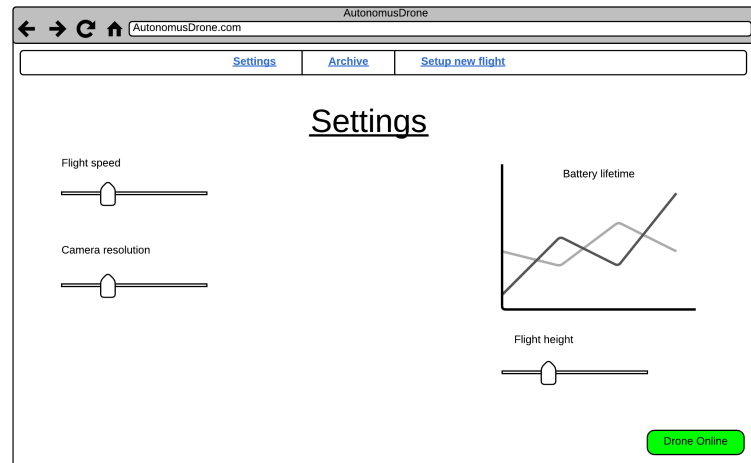 AutonomusDrone
AutonomusDrone.com
Settings Archive Setup new flight
Settings
Flight speed
Battery lifetime
Camera resolution
Flight height
Drone Online